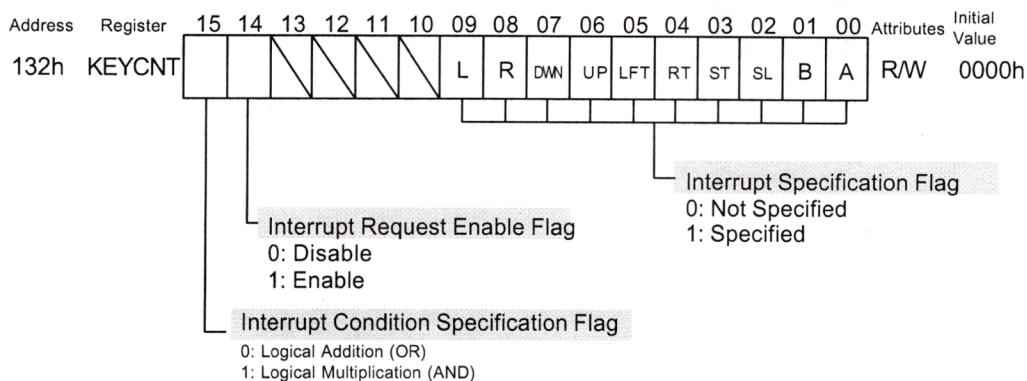 Address Register 15 14 13 12 11 10 09 08 07 06 05 04 03 02 01 00 Attributes Initial Value
132h KEYCNT L R DWN UP LFT RT ST SL B A R/W 0000h
Interrupt Specification Flag
0: Not Specified
1: Specified
Interrupt Request Enable Flag
0: Disable
1: Enable
Interrupt Condition Specification Flag
0: Logical Addition (OR)
1: Logical Multiplication (AND)